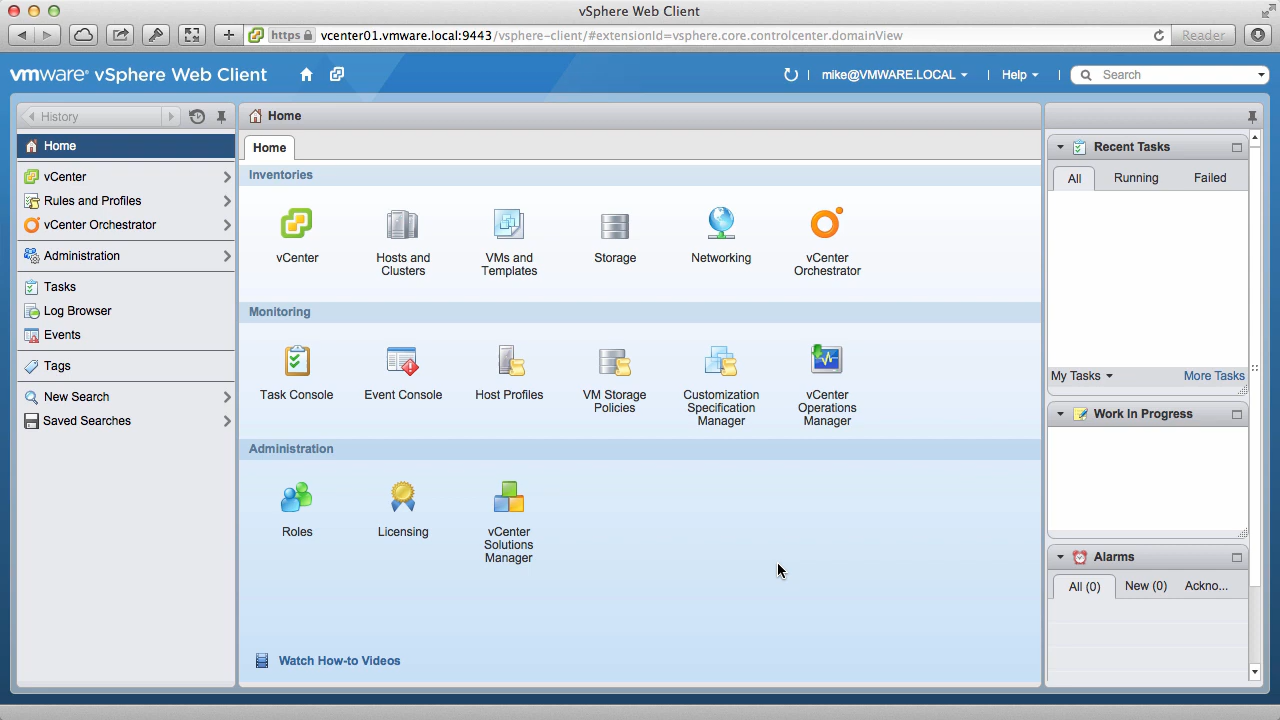 vSphere Web Client
https vcenter01.vmware.local:9443/vsphere-client/#extensionId=vsphere.core.controlcenter.domainView Reader
vmware® vSphere Web Client mike@VMWARE.LOCAL Help Search
History
Home
vCenter
Rules and Profiles
vCenter Orchestrator
Administration
Tasks
Log Browser
Events
Tags
New Search
Saved Searches
Home
Home
Inventories
vCenter
Hosts and
Clusters
VMs and
Templates
Storage
Networking
vCenter
Orchestrator
Monitoring
Task Console
Event Console
Host Profiles
VM Storage
Policies
Customization
Specification
Manager
vCenter
Operations
Manager
Administration
Roles
Licensing
vCenter
Solutions
Manager
Watch How-to Videos
Recent Tasks
All Running Failed
My Tasks More Tasks
Work In Progress
Alarms
All (0) New (0) Ackno...